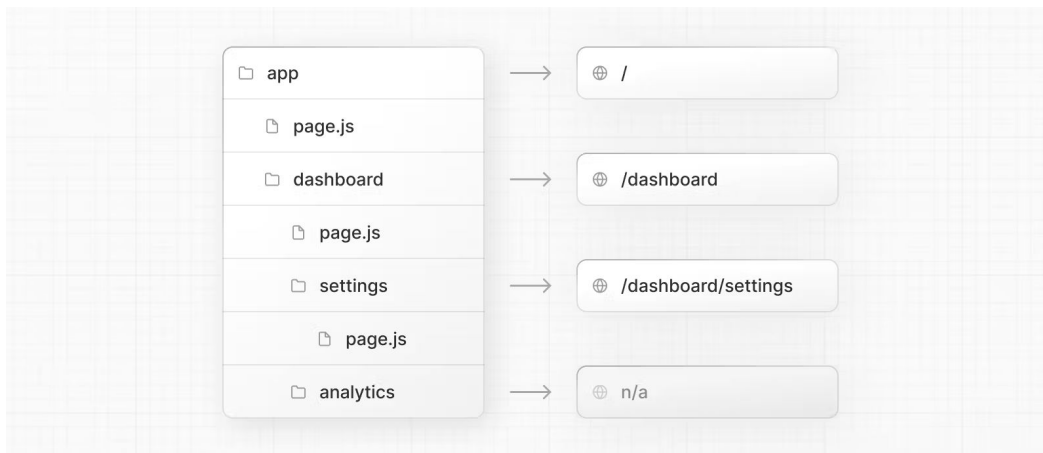 app
/
page.js
dashboard
/dashboard
page.js
settings
/dashboard/settings
page.js
analytics
n/a